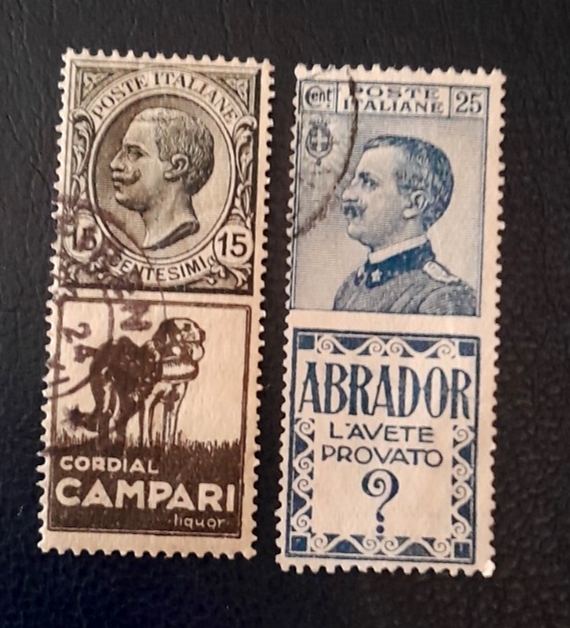 POSTE ITALIANE
15 15
CENTESIMI
CORDIAL
CAMPARI
liquor
Cent POSTE 25
ITALIANE
ABRADOR
L'AVETE
PROVATO
?